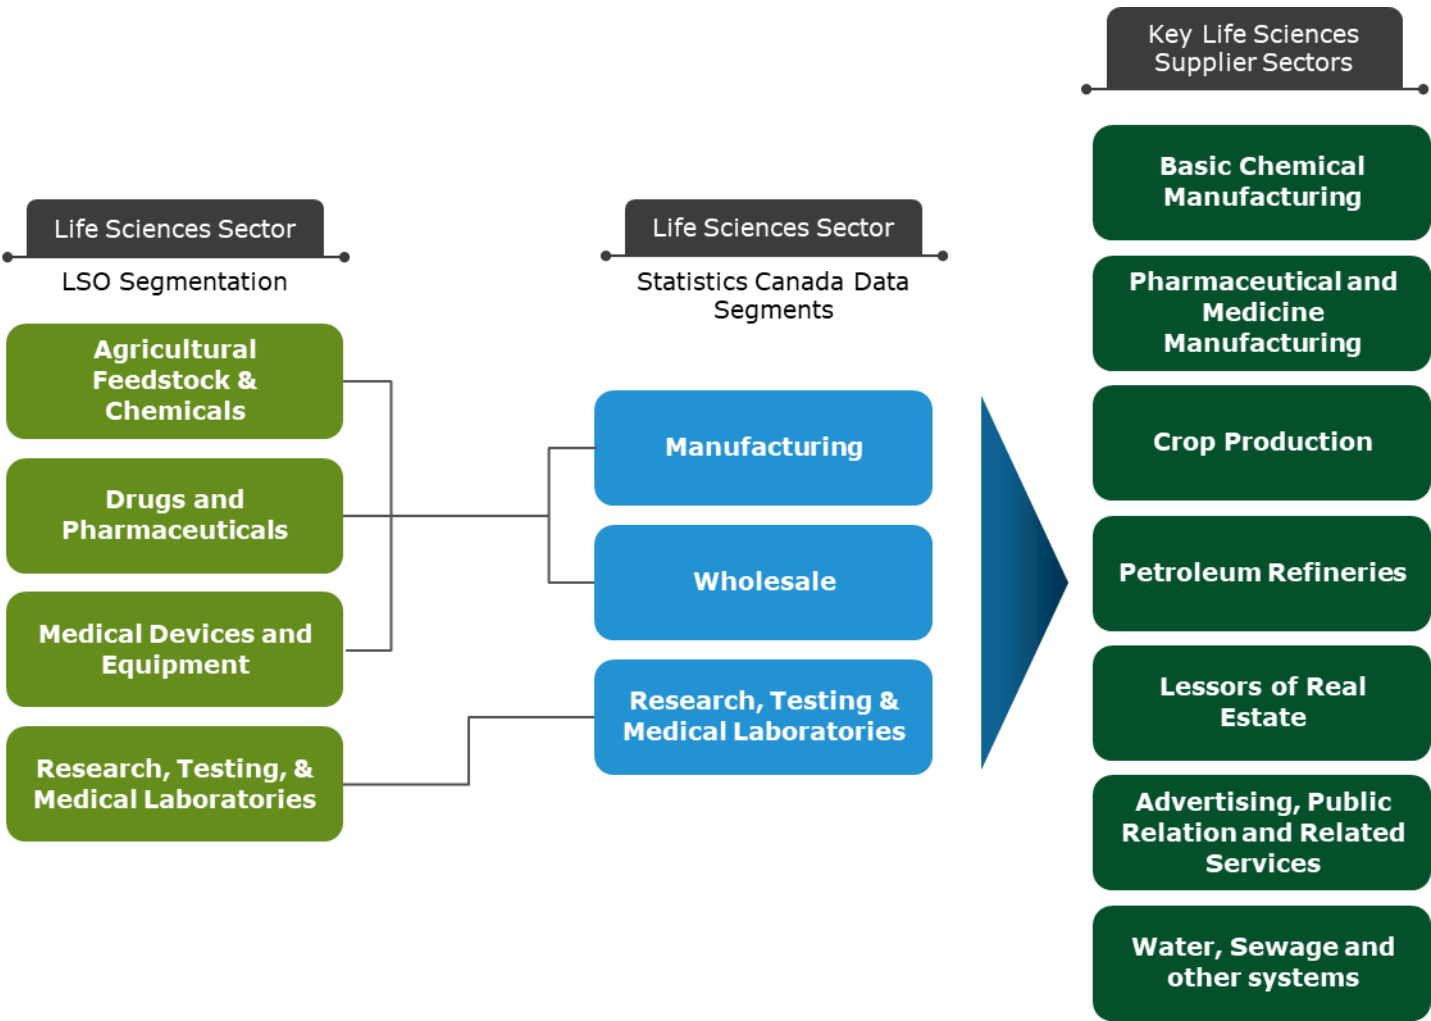 Life Sciences Sector
LSO Segmentation
Agricultural
Feedstock &
Chemicals
Drugs and
Pharmaceuticals
Medical Devices and
Equipment
Research, Testing, &
Medical Laboratories
Life Sciences Sector
Statistics Canada Data
Segments
Manufacturing
Wholesale
Research, Testing &
Medical Laboratories
Key Life Sciences
Supplier Sectors
Basic Chemical
Manufacturing
Pharmaceutical and
Medicine
Manufacturing
Crop Production
Petroleum Refineries
Lessors of Real
Estate
Advertising, Public
Relation and Related
Services
Water, Sewage and
other systems